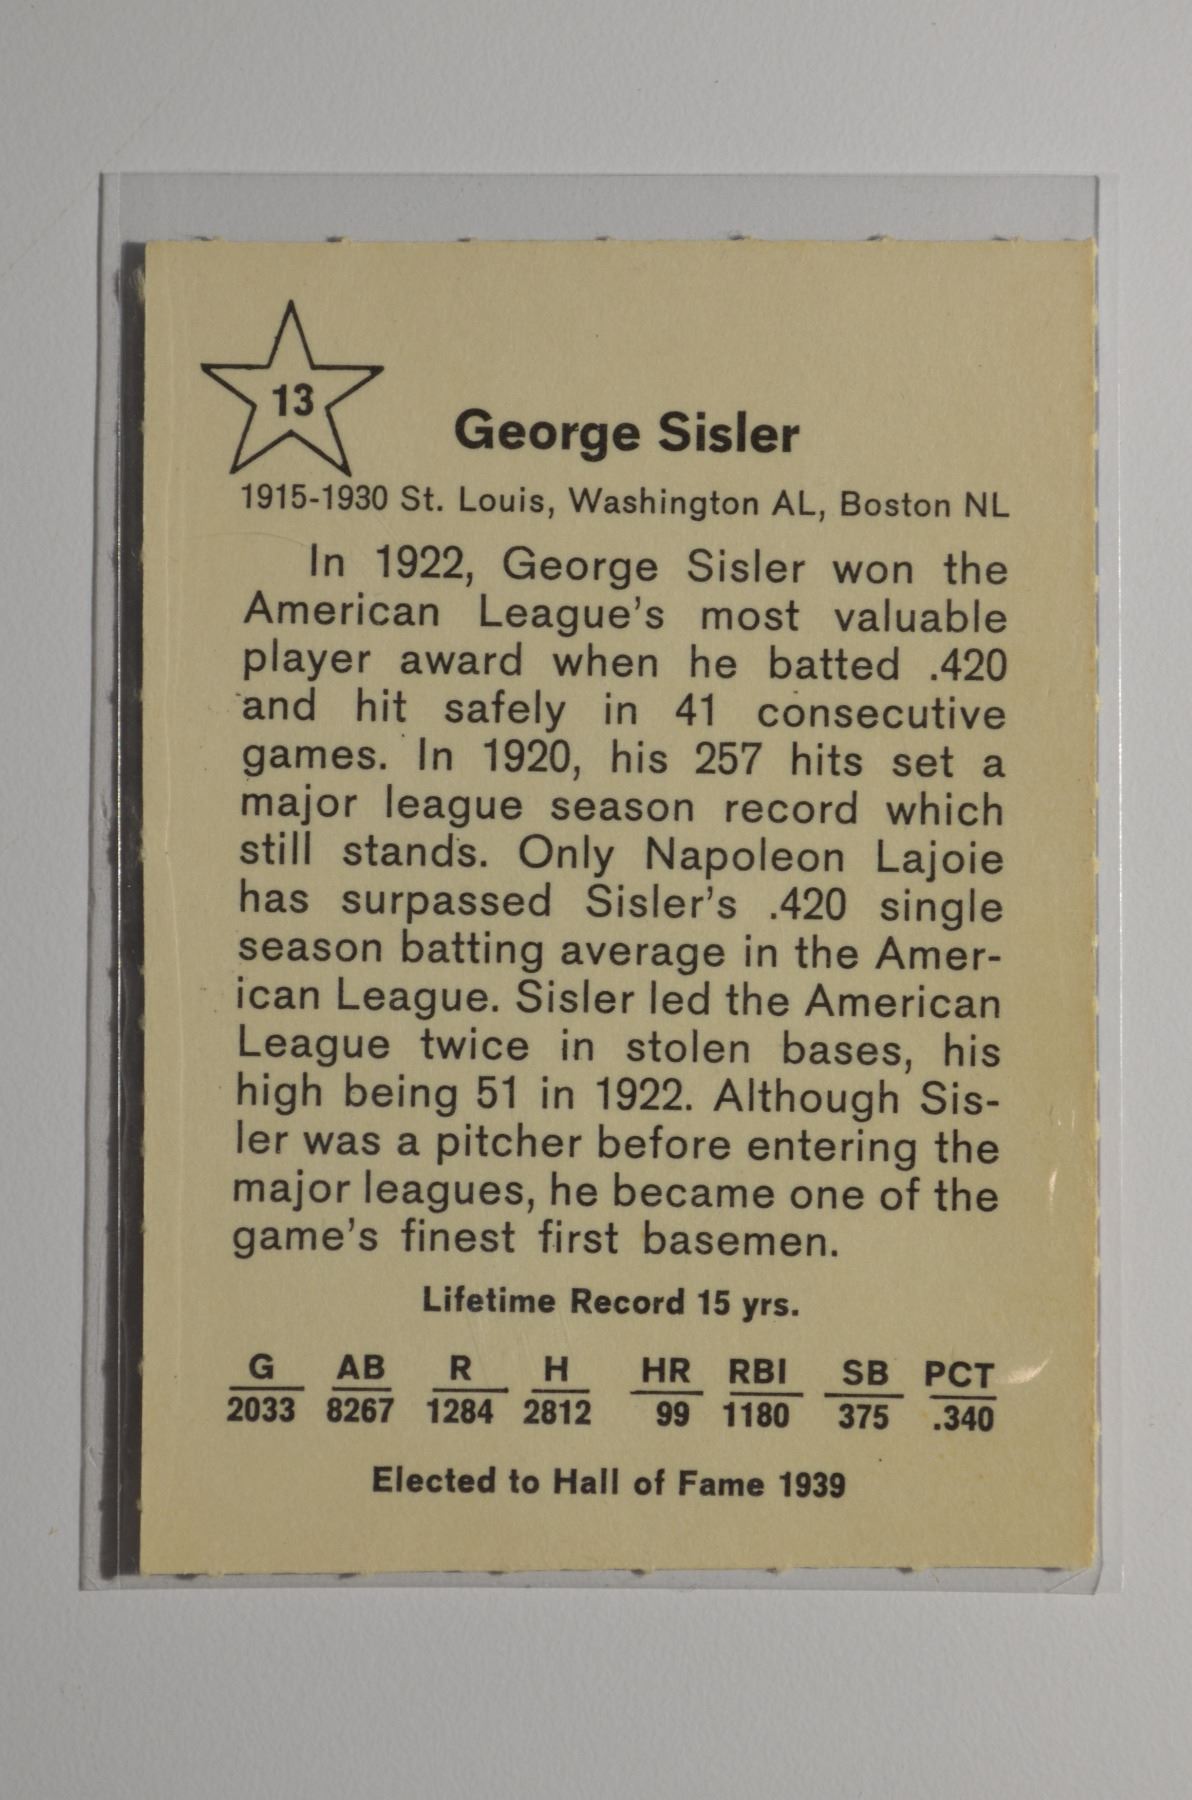 13
George Sisler
1915-1930 St. Louis, Washington AL, Boston NL
In 1922, George Sisler won the
American League's most valuable
player award when he batted .420
and hit safely in 41 consecutive
games. In 1920, his 257 hits set a
major league season record which
still stands. Only Napoleon Lajoie
has surpassed Sisler's .420 single
season batting average in the Amer-
ican League. Sisler led the American
League twice in stolen bases, his
high being 51 in 1922. Although Sis-
ler was a pitcher before entering the
major leagues, he became one of the
game's finest first basemen.
Lifetime Record 15 yrs.
G AB R H HR RBI SB PCT
2033 8267 1284 2812 99 1180 375 .340
Elected to Hall of Fame 1939